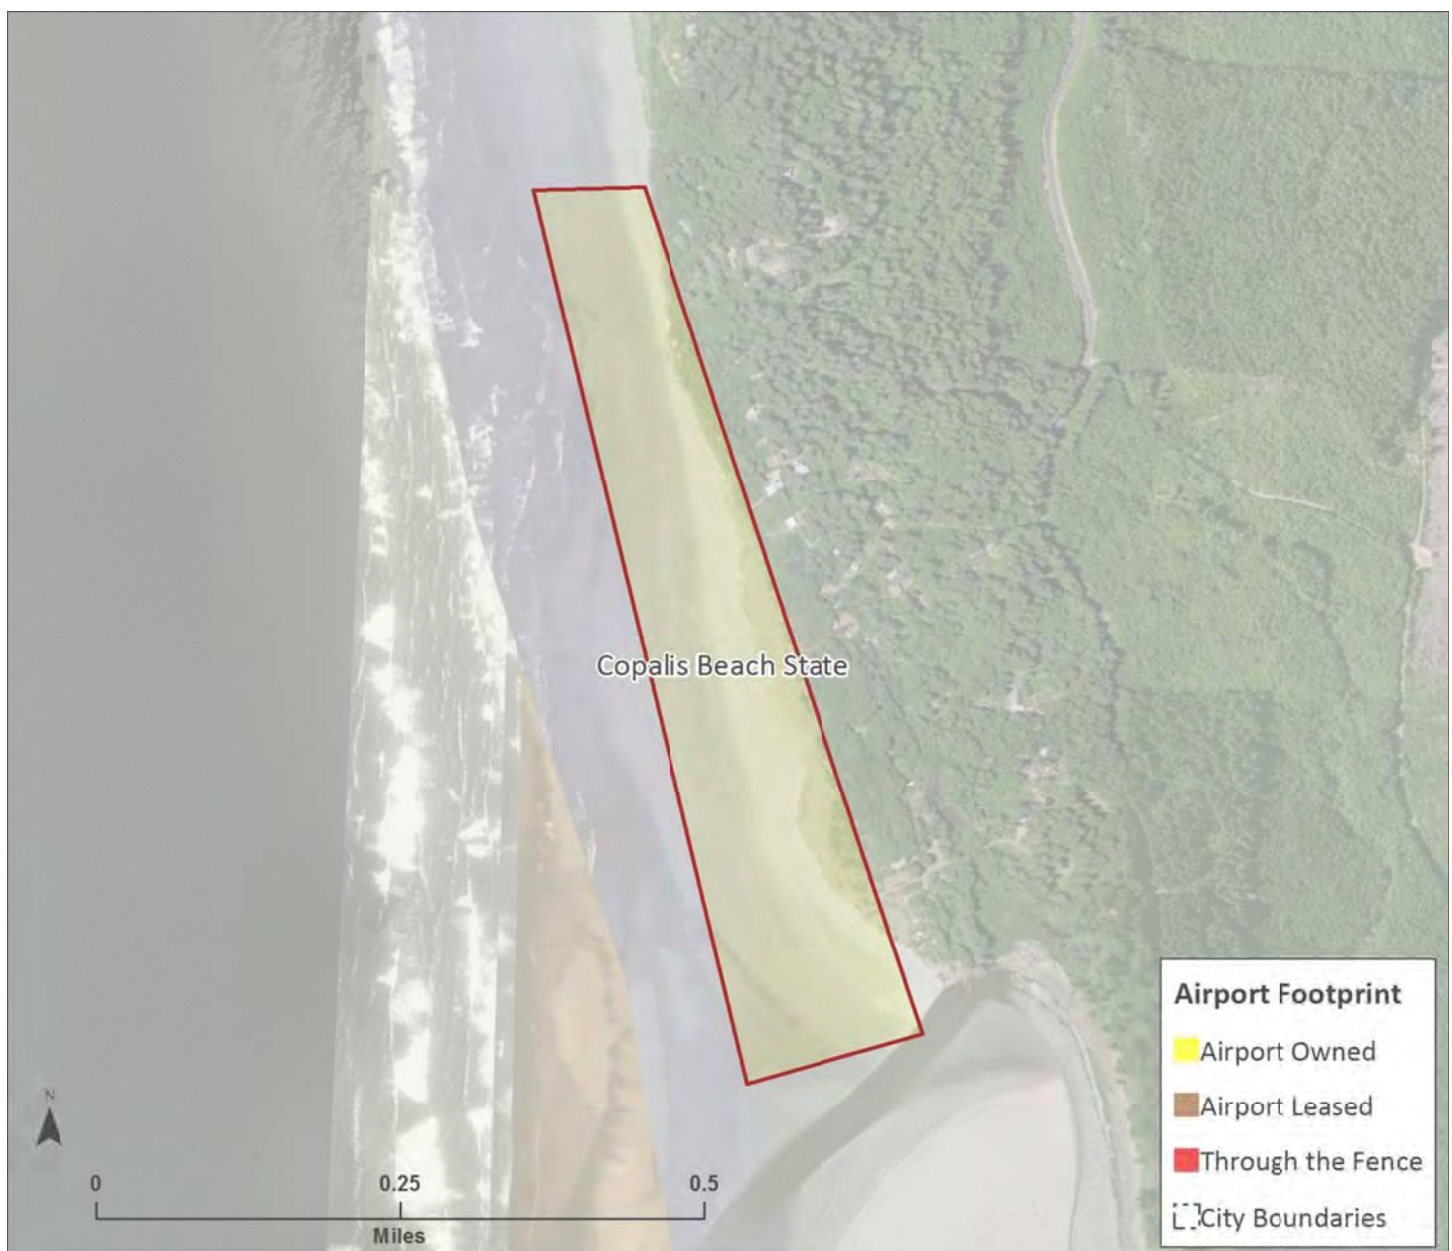 Copalis Beach State
Airport Footprint
Airport Owned
Airport Leased
Through the Fence
City Boundaries
N
0 0.25 0.5
Miles